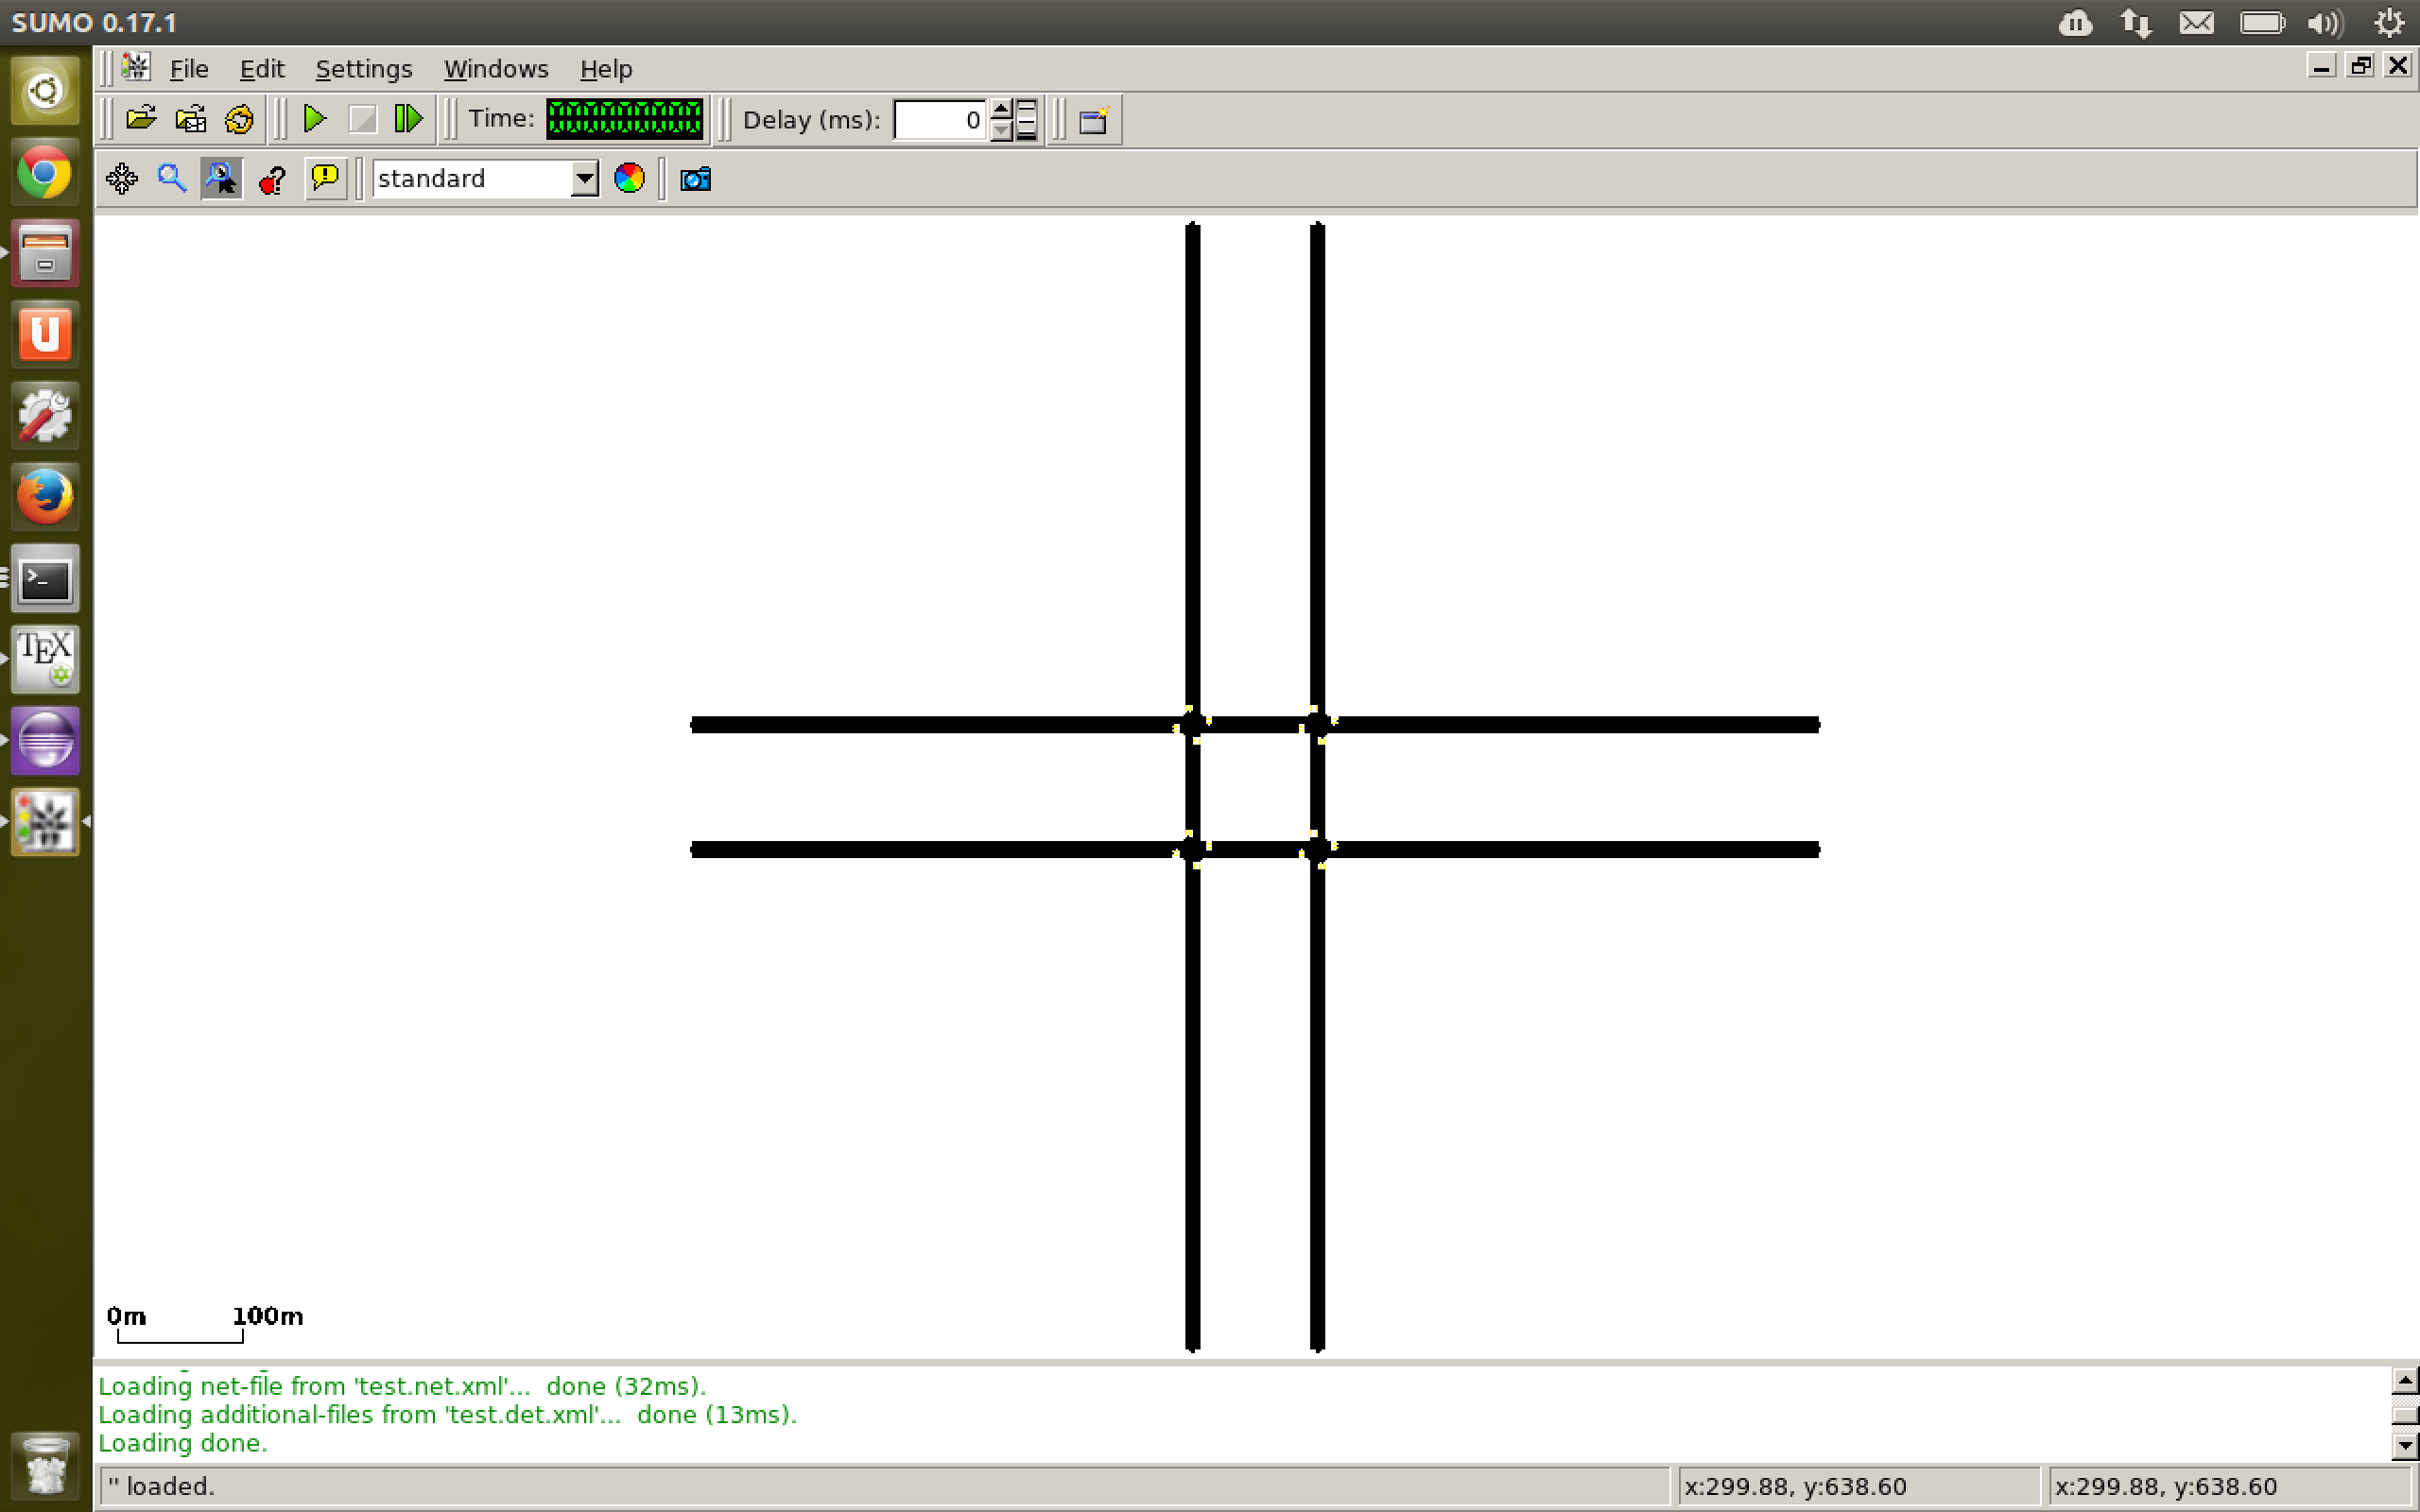 SUMO 0.17.1
File Edit Settings Windows Help
Time: Delay (ms): 0
standard
TEX
>_
0m 100m
Loading net-file from 'test.net.xml'... done (32ms).
Loading additional-files from 'test.det.xml'... done (13ms).
Loading done.
'' loaded. x:299.88, y:638.60 x:299.88, y:638.60